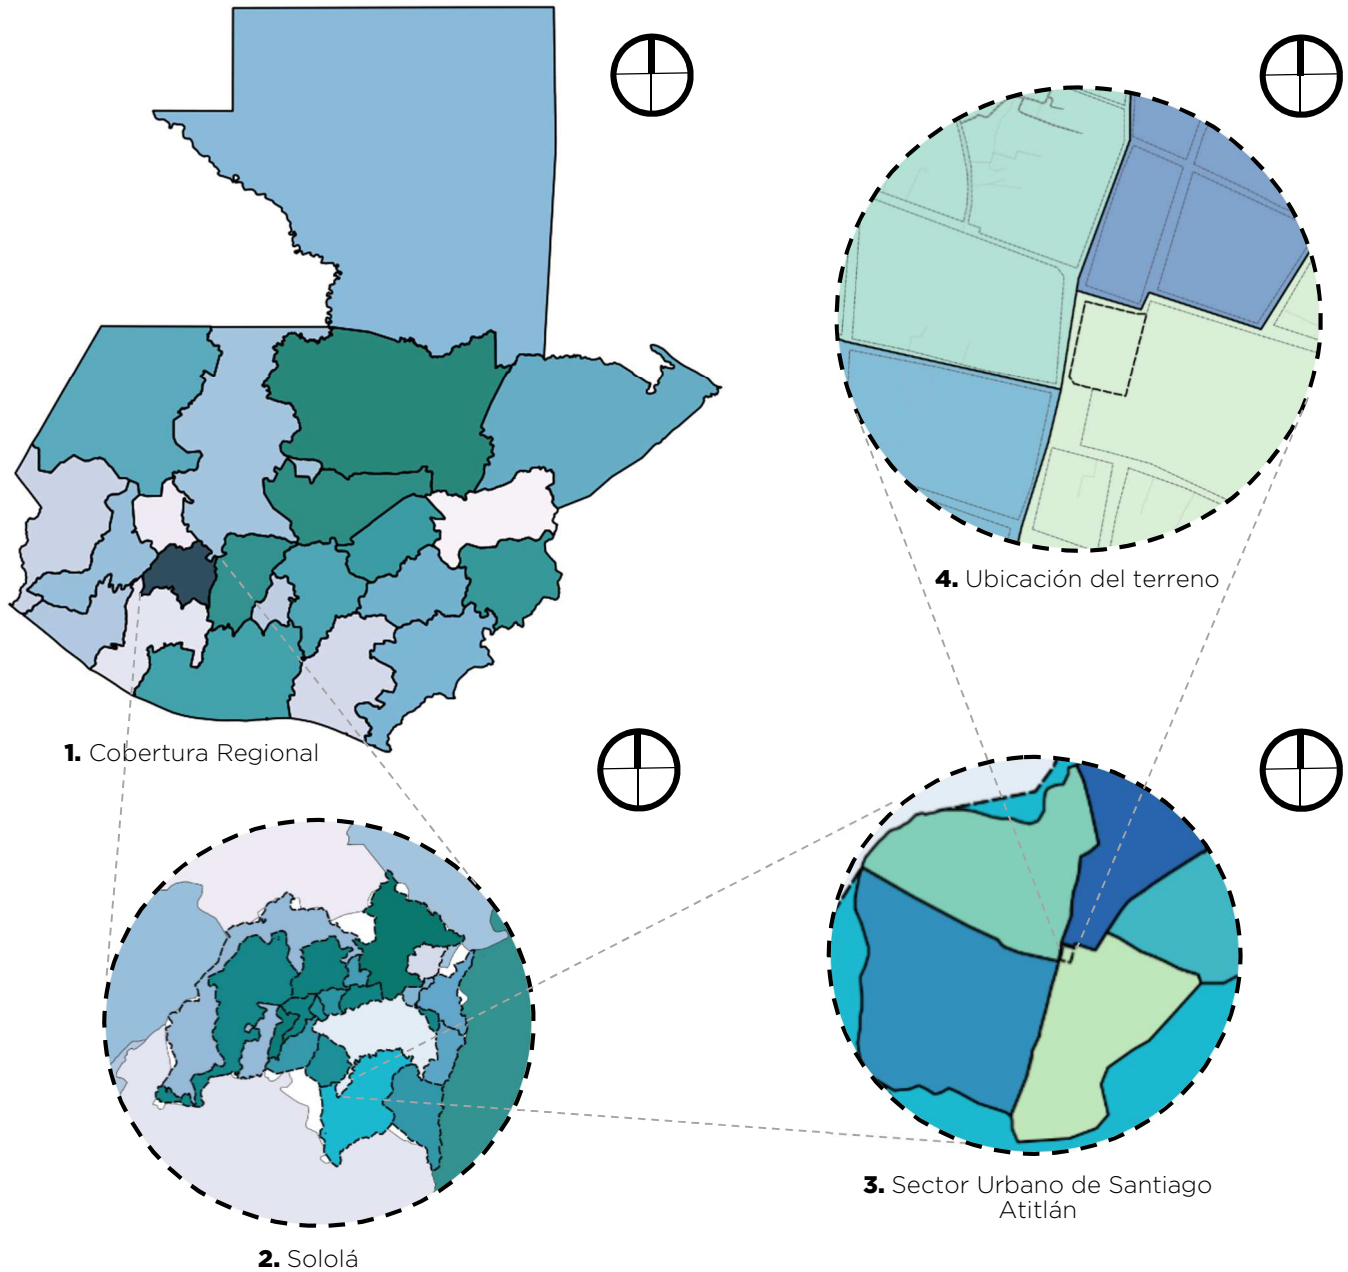 4. Ubicación del terreno
1. Cobertura Regional
3. Sector Urbano de Santiago
Atitlán
2. Sololá